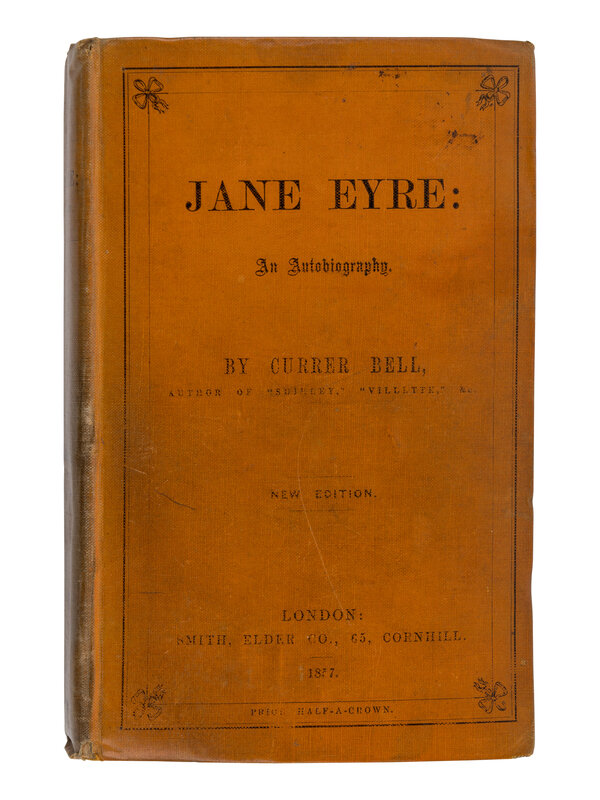 JANE EYRE:
An Autobiography.
BY CURRER BELL,
AUTHOR OF "SHIRLEY," "VILLETTE," &c.
NEW EDITION.
LONDON:
SMITH, ELDER CO., 65, CORNHILL.
1857.
PRICE HALF-A-CROWN.